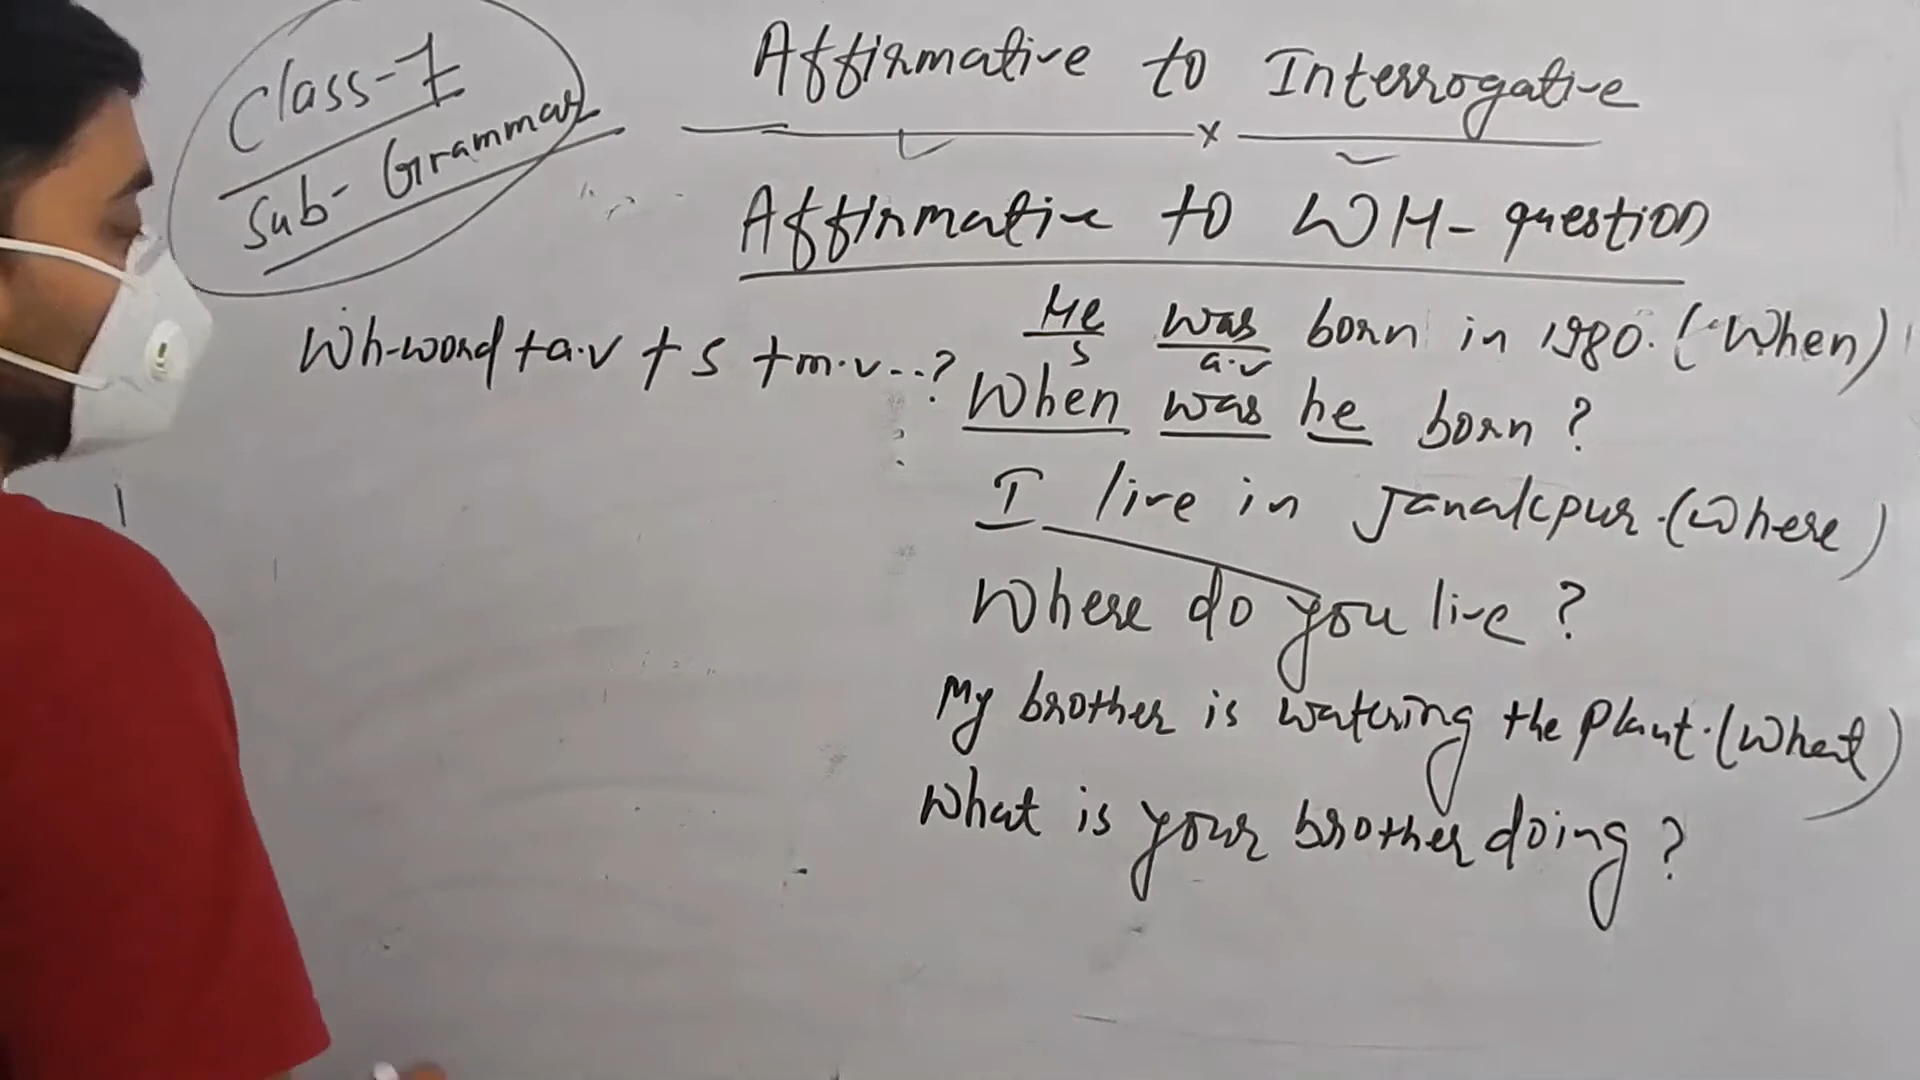 Class-7
Sub- Grammar
Affirmative to Interrogative
x
Affirmative to WH-question
Wh-word + a.v + s + m.v...?
He was born in 1980. (When)
s a.v
When was he born ?
I live in Janakpur. (Where)
Where do you live ?
My brother is watering the plant. (What)
What is your brother doing ?